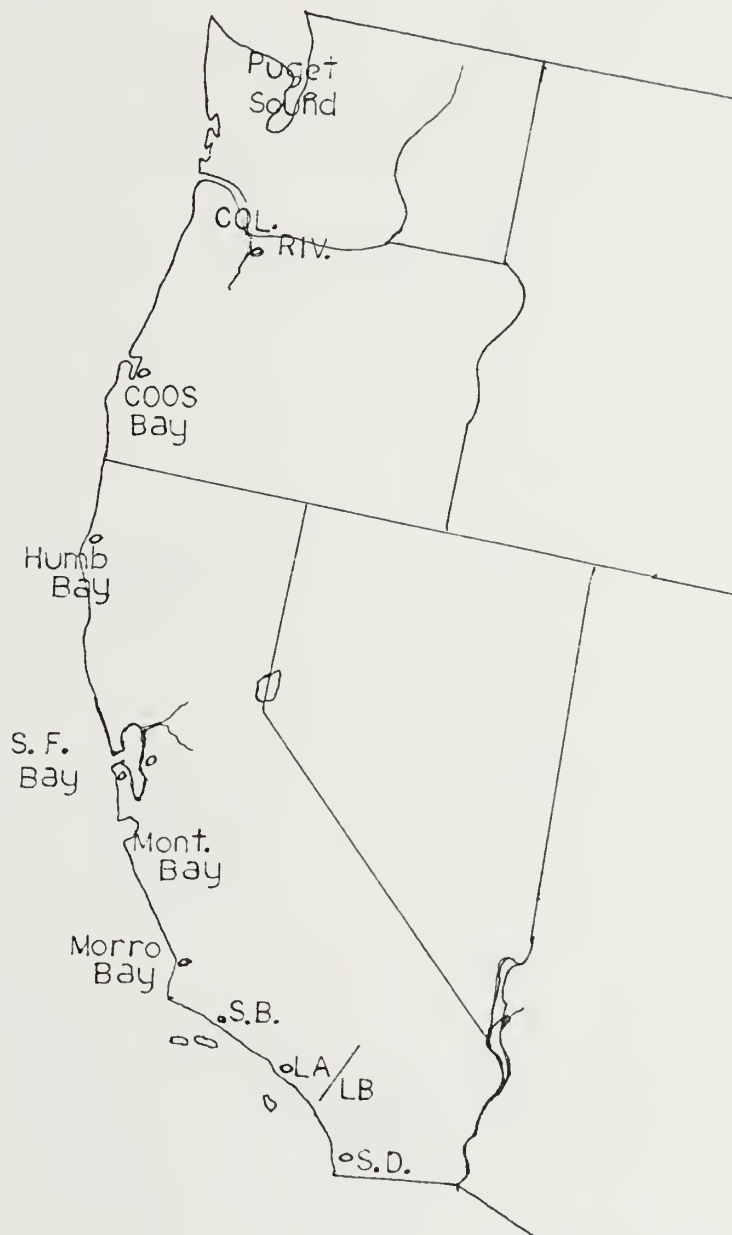 Puget
Sound
COL.
RIV.
COOS
Bay
Humb
Bay
S. F.
Bay
Mont.
Bay
Morro
Bay
S.B.
LA/
LB
S.D.